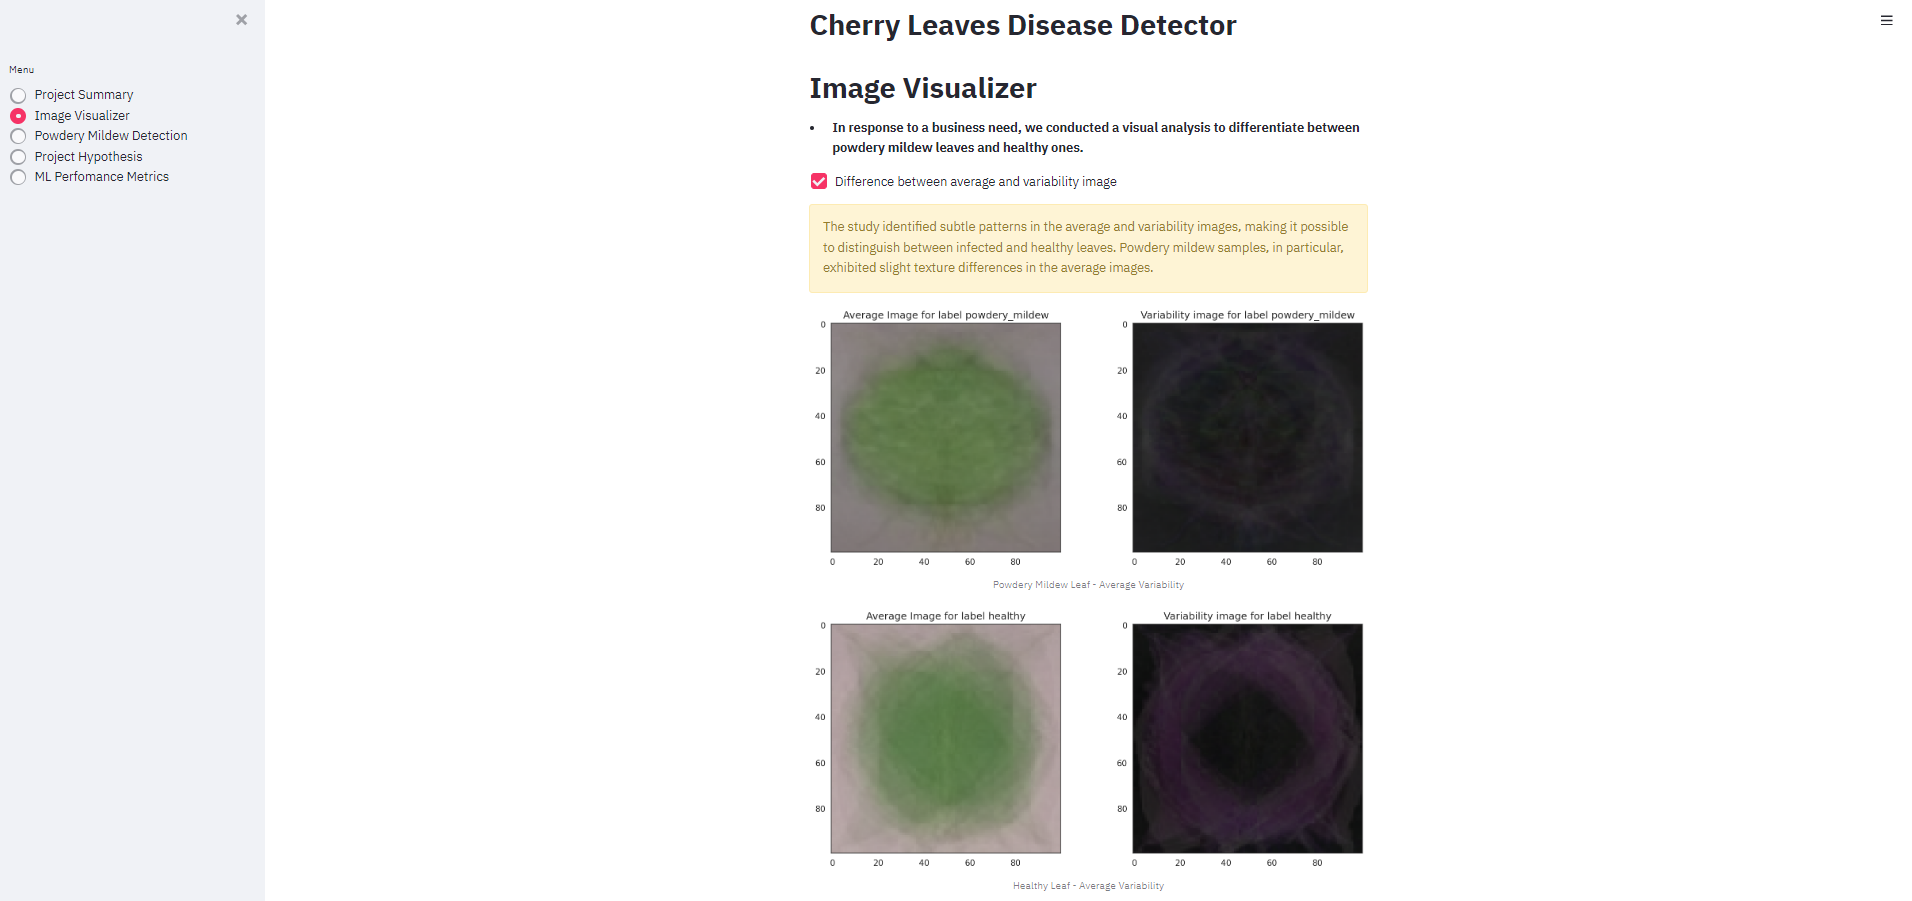 Menu
Project Summary
Image Visualizer
Powdery Mildew Detection
Project Hypothesis
ML Perfomance Metrics
Cherry Leaves Disease Detector
Image Visualizer
• In response to a business need, we conducted a visual analysis to differentiate between
powdery mildew leaves and healthy ones.
Difference between average and variability image
The study identified subtle patterns in the average and variability images, making it possible
to distinguish between infected and healthy leaves. Powdery mildew samples, in particular,
exhibited slight texture differences in the average images.
Average Image for label powdery_mildew
0
20
40
60
80
0 20 40 60 80
Variability image for label powdery_mildew
0
20
40
60
80
0 20 40 60 80
Powdery Mildew Leaf - Average Variability
Average Image for label healthy
0
20
40
60
80
0 20 40 60 80
Variability image for label healthy
0
20
40
60
80
0 20 40 60 80
Healthy Leaf - Average Variability